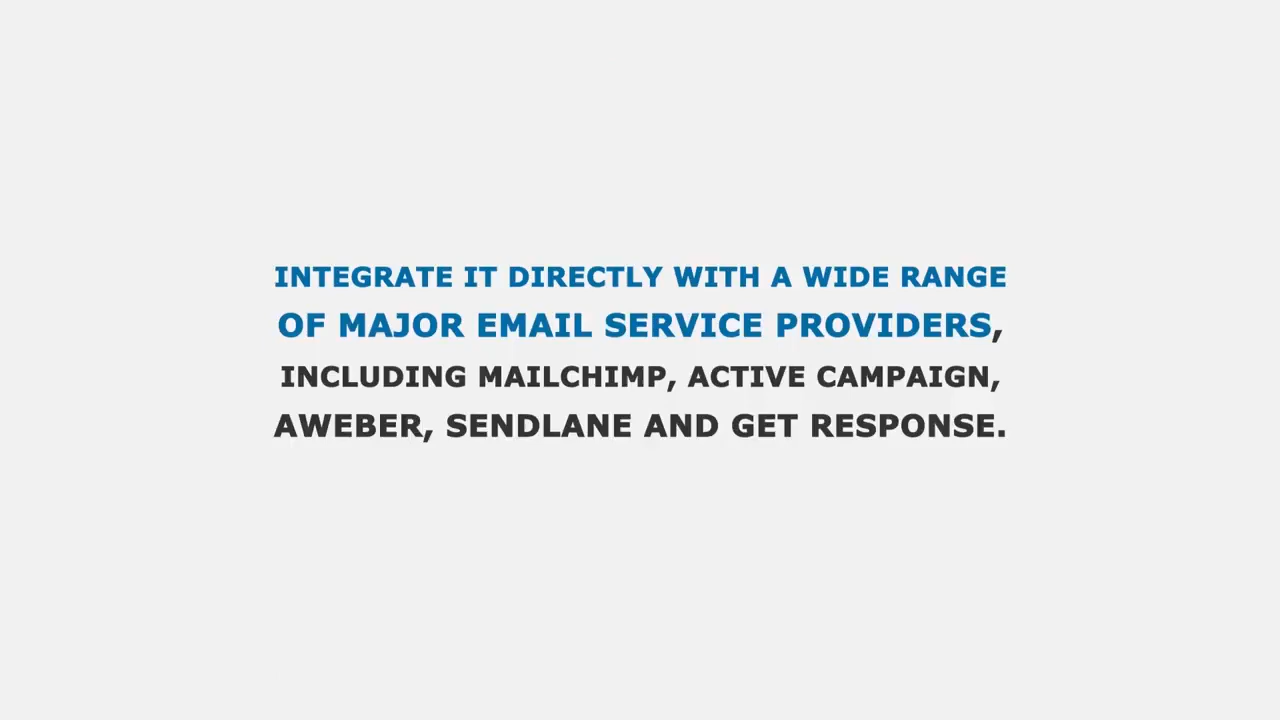 INTEGRATE IT DIRECTLY WITH A WIDE RANGE
OF MAJOR EMAIL SERVICE PROVIDERS,
INCLUDING MAILCHIMP, ACTIVE CAMPAIGN,
AWEBER, SENDLANE AND GET RESPONSE.